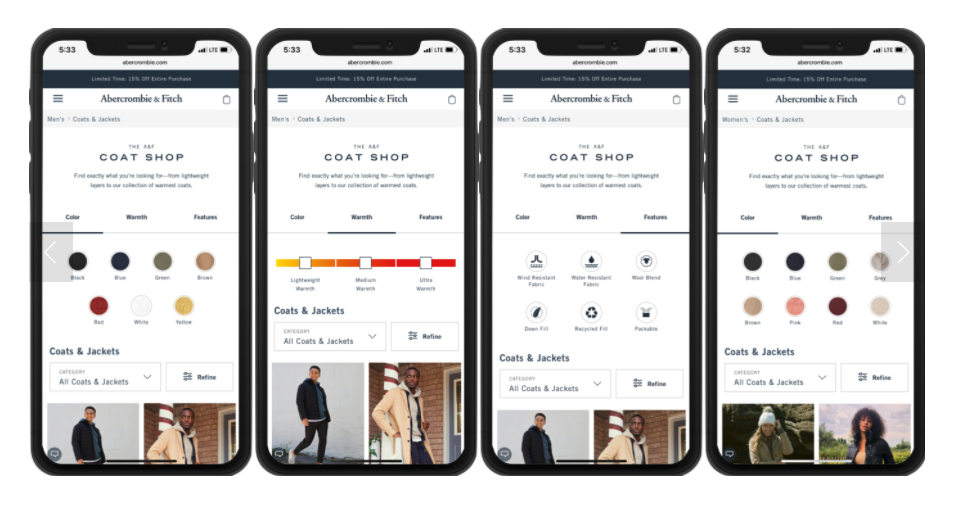 5:33
LTE
abercrombie.com
Limited Time: 15% Off Entire Purchase
Abercrombie & Fitch
Men's > Coats & Jackets
THE A&F
COAT SHOP
Find exactly what you're looking for—from lightweight
layers to our collection of warmest coats.
Color Warmth Features
Black Blue Green Brown
Red White Yellow
Coats & Jackets
CATEGORY
All Coats & Jackets
Refine
5:33
LTE
abercrombie.com
Limited Time: 15% Off Entire Purchase
Abercrombie & Fitch
Men's > Coats & Jackets
THE A&F
COAT SHOP
Find exactly what you're looking for—from lightweight
layers to our collection of warmest coats.
Color Warmth Features
Lightweight Medium Ultra
Warmth Warmth Warmth
Coats & Jackets
CATEGORY
All Coats & Jackets
Refine
5:33
LTE
abercrombie.com
Limited Time: 15% Off Entire Purchase
Abercrombie & Fitch
Men's > Coats & Jackets
THE A&F
COAT SHOP
Find exactly what you're looking for—from lightweight
layers to our collection of warmest coats.
Color Warmth Features
Wind Resistant Water Resistant Wool Blend
Fabric Fabric
Down Fill Recycled Fill Packable
Coats & Jackets
CATEGORY
All Coats & Jackets
Refine
5:32
LTE
abercrombie.com
Limited Time: 15% Off Entire Purchase
Abercrombie & Fitch
Women's > Coats & Jackets
THE A&F
COAT SHOP
Find exactly what you're looking for—from lightweight
layers to our collection of warmest coats.
Color Warmth Features
Black Blue Green Grey
Brown Pink Red White
Coats & Jackets
CATEGORY
All Coats & Jackets
Refine